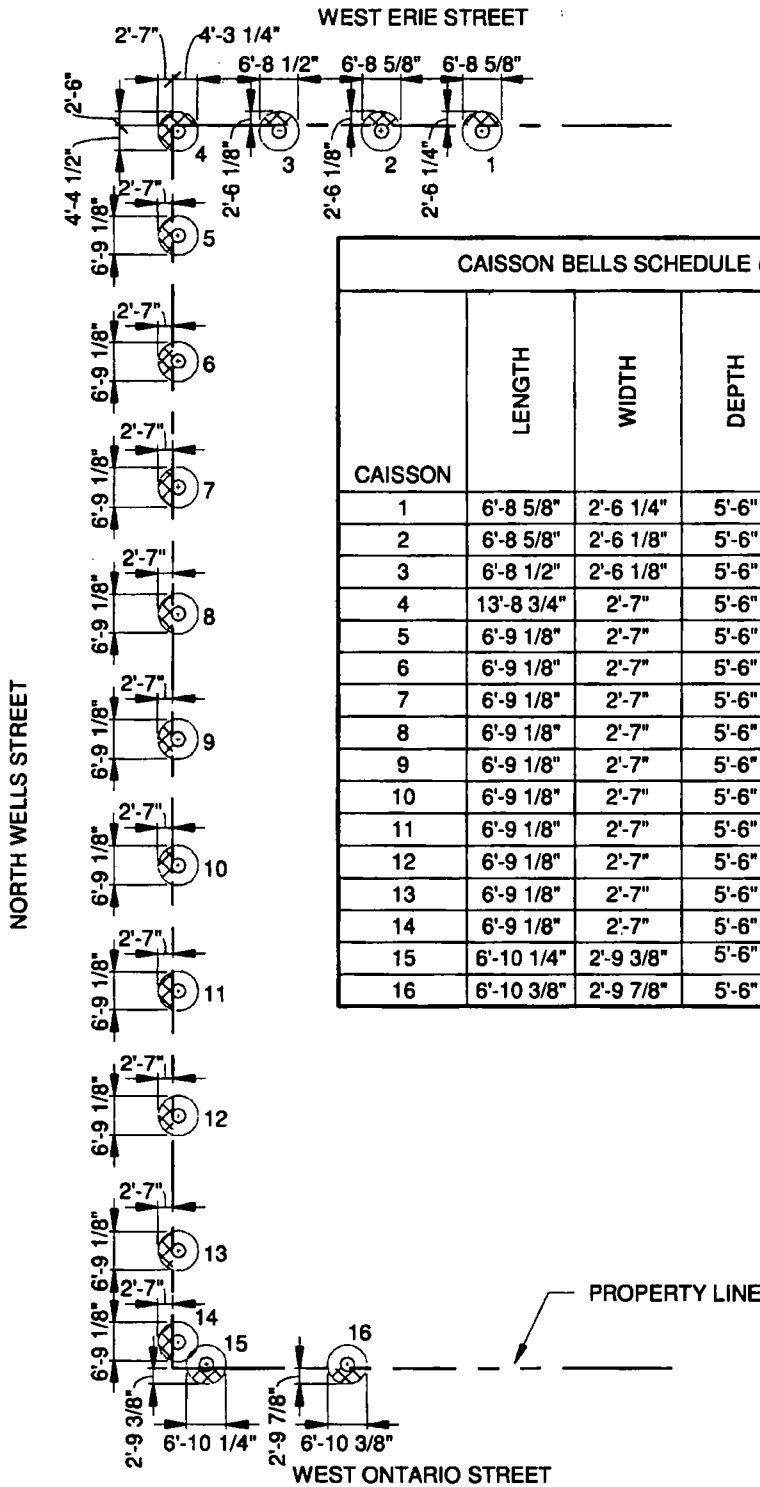 WEST ERIE STREET
2'-7" 4'-3 1/4" 6'-8 1/2" 6'-8 5/8" 6'-8 5/8"
2'-6"
4'-4 1/2"
4 3 2 1
2'-6 1/8" 2'-6 1/8" 2'-6 1/4"
2'-7"
6'-9 1/8"
5
2'-7"
6'-9 1/8"
6
2'-7"
6'-9 1/8"
7
2'-7"
6'-9 1/8"
8
2'-7"
6'-9 1/8"
9
2'-7"
6'-9 1/8"
10
2'-7"
6'-9 1/8"
11
2'-7"
6'-9 1/8"
12
2'-7"
6'-9 1/8"
13
2'-7"
6'-9 1/8"
14
15
16
2'-9 3/8"
6'-10 1/4"
2'-9 7/8"
6'-10 3/8"
NORTH WELLS STREET
WEST ONTARIO STREET
PROPERTY LINE
CAISSON BELLS SCHEDULE (
CAISSON LENGTH WIDTH DEPTH
1 6'-8 5/8" 2'-6 1/4" 5'-6"
2 6'-8 5/8" 2'-6 1/8" 5'-6"
3 6'-8 1/2" 2'-6 1/8" 5'-6"
4 13'-8 3/4" 2'-7" 5'-6"
5 6'-9 1/8" 2'-7" 5'-6"
6 6'-9 1/8" 2'-7" 5'-6"
7 6'-9 1/8" 2'-7" 5'-6"
8 6'-9 1/8" 2'-7" 5'-6"
9 6'-9 1/8" 2'-7" 5'-6"
10 6'-9 1/8" 2'-7" 5'-6"
11 6'-9 1/8" 2'-7" 5'-6"
12 6'-9 1/8" 2'-7" 5'-6"
13 6'-9 1/8" 2'-7" 5'-6"
14 6'-9 1/8" 2'-7" 5'-6"
15 6'-10 1/4" 2'-9 3/8" 5'-6"
16 6'-10 3/8" 2'-9 7/8" 5'-6"